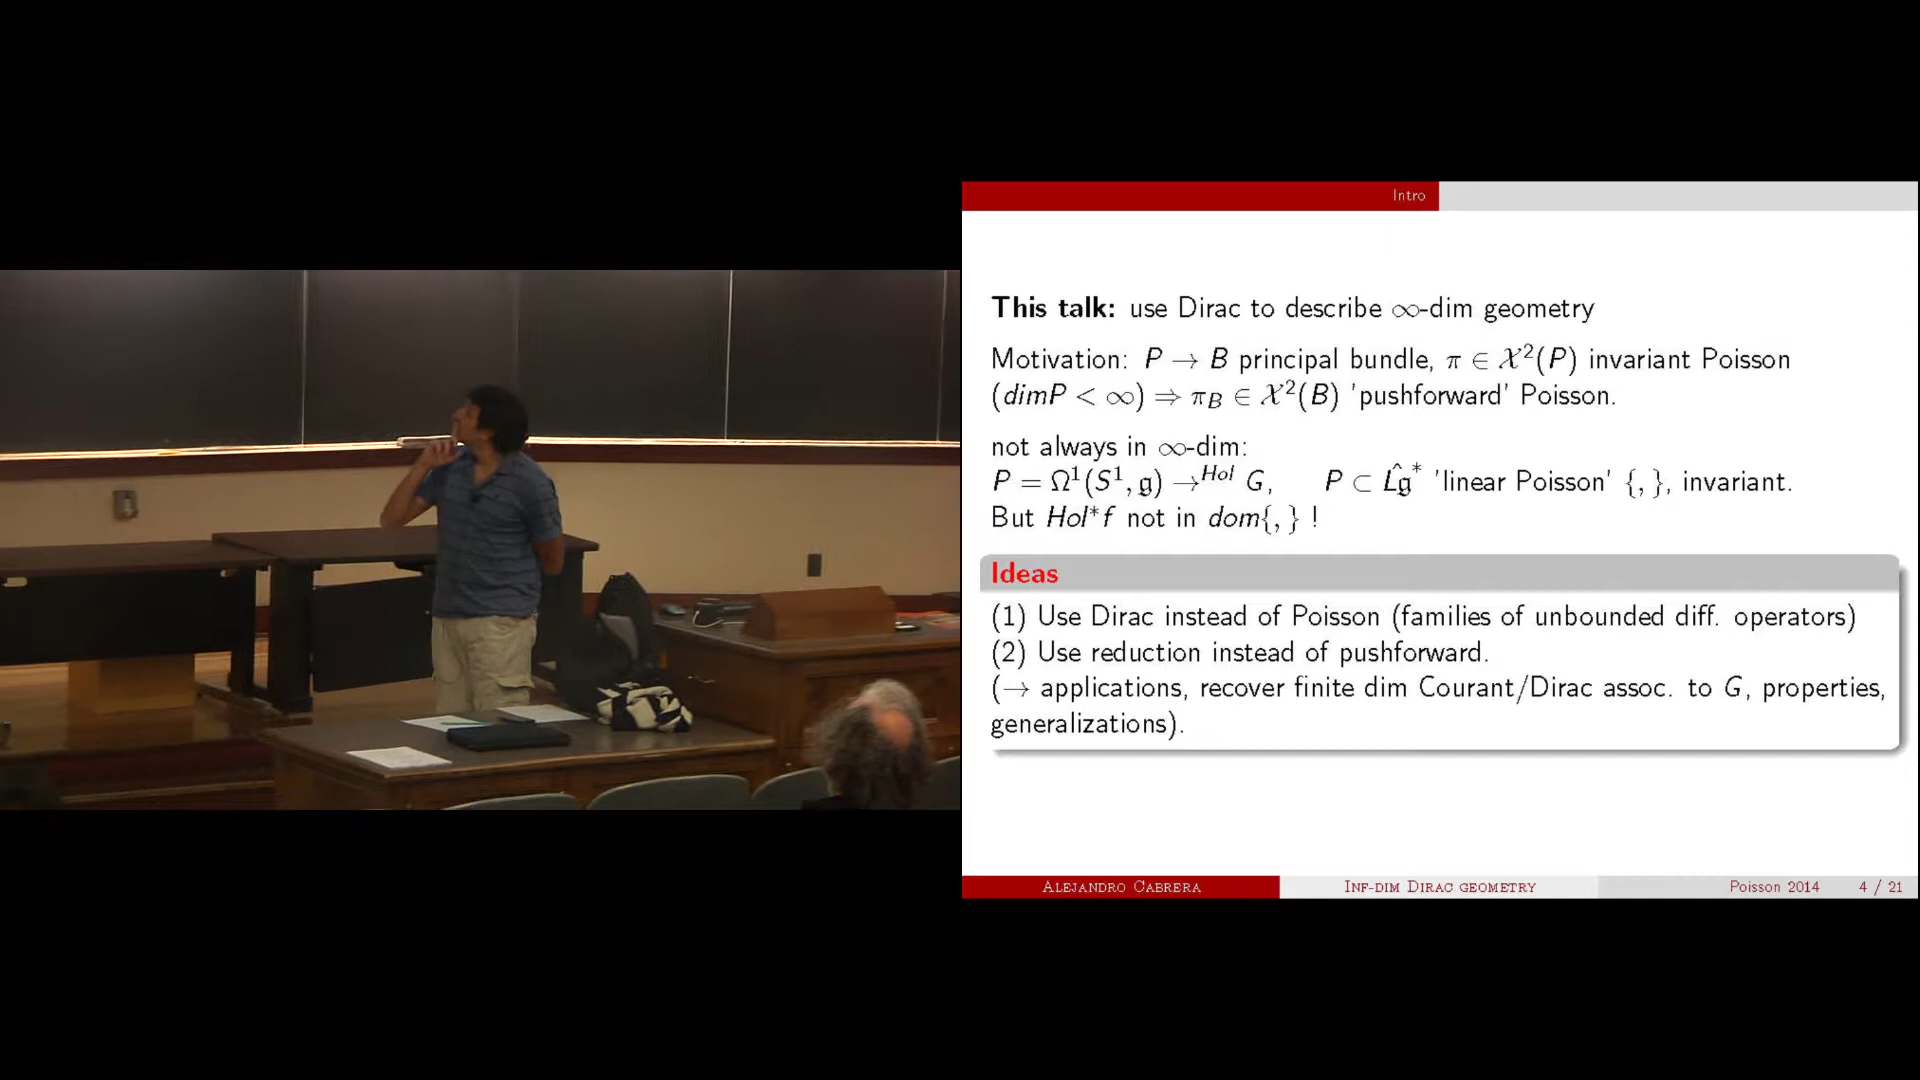 Intro
This talk: use Dirac to describe ∞-dim geometry
Motivation: P → B principal bundle, π ∈ 𝒳²(P) invariant Poisson
(dimP < ∞) ⇒ π_B ∈ 𝒳²(B) 'pushforward' Poisson.
not always in ∞-dim:
P = Ω¹(S¹, 𝔤) →^Hol G, P ⊂ L̂𝔤* 'linear Poisson' {, }, invariant.
But Hol*f not in dom{, } !
Ideas
(1) Use Dirac instead of Poisson (families of unbounded diff. operators)
(2) Use reduction instead of pushforward.
(→ applications, recover finite dim Courant/Dirac assoc. to G, properties,
generalizations).
Alejandro Cabrera Inf-dim Dirac geometry Poisson 2014 4 / 21